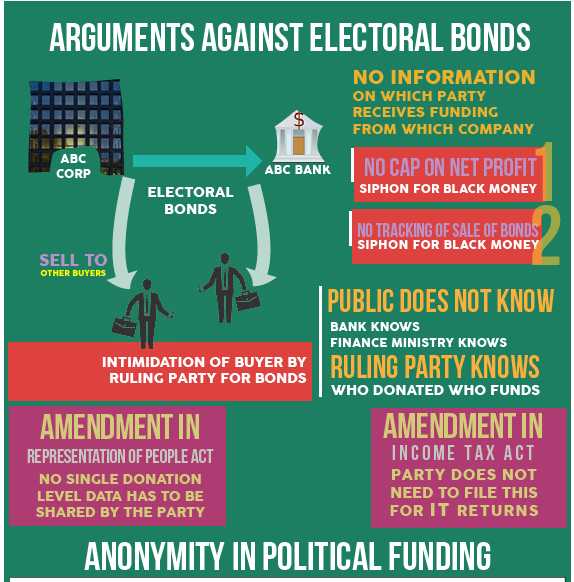 ARGUMENTS AGAINST ELECTORAL BONDS
ABC
CORP
$
ABC BANK
ELECTORAL
BONDS
SELL TO
OTHER BUYERS
INTIMIDATION OF BUYER BY
RULING PARTY FOR BONDS
NO INFORMATION
ON WHICH PARTY
RECEIVES FUNDING
FROM WHICH COMPANY
NO CAP ON NET PROFIT
SIPHON FOR BLACK MONEY
1
NO TRACKING OF SALE OF BONDS
SIPHON FOR BLACK MONEY
2
PUBLIC DOES NOT KNOW
BANK KNOWS
FINANCE MINISTRY KNOWS
RULING PARTY KNOWS
WHO DONATED WHO FUNDS
AMENDMENT IN
REPRESENTATION OF PEOPLE ACT
NO SINGLE DONATION
LEVEL DATA HAS TO BE
SHARED BY THE PARTY
AMENDMENT IN
INCOME TAX ACT
PARTY DOES NOT
NEED TO FILE THIS
FOR IT RETURNS
ANONYMITY IN POLITICAL FUNDING